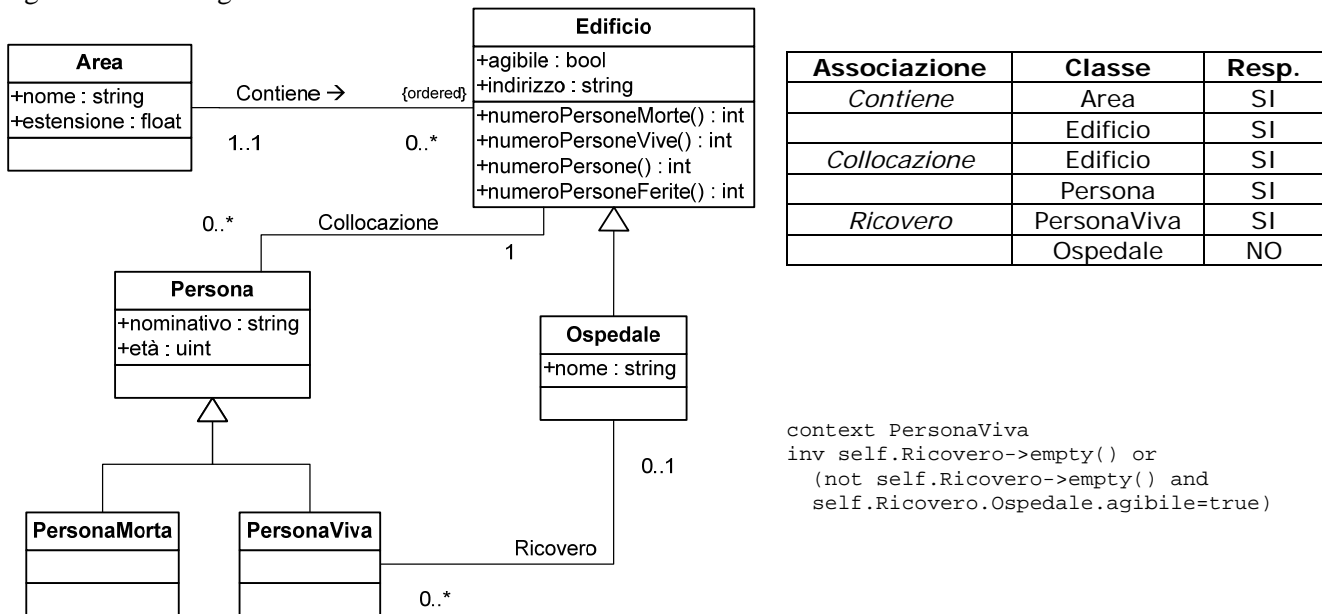 Edificio
+agibile : bool
+indirizzo : string
+numeroPersoneMorte() : int
+numeroPersoneVive() : int
+numeroPersone() : int
+numeroPersoneFerite() : int
Area
+nome : string
+estensione : float
Contiene →
{ordered}
1..1
0..*
Associazione Classe Resp.
Contiene Area SI
Edificio SI
Collocazione Edificio SI
Persona SI
Ricovero PersonaViva SI
Ospedale NO
0..*
Collocazione
1
Persona
+nominativo : string
+età : uint
Ospedale
+nome : string
0..1
context PersonaViva
inv self.Ricovero->empty() or
(not self.Ricovero->empty() and
self.Ricovero.Ospedale.agibile=true)
PersonaMorta
PersonaViva
Ricovero
0..*